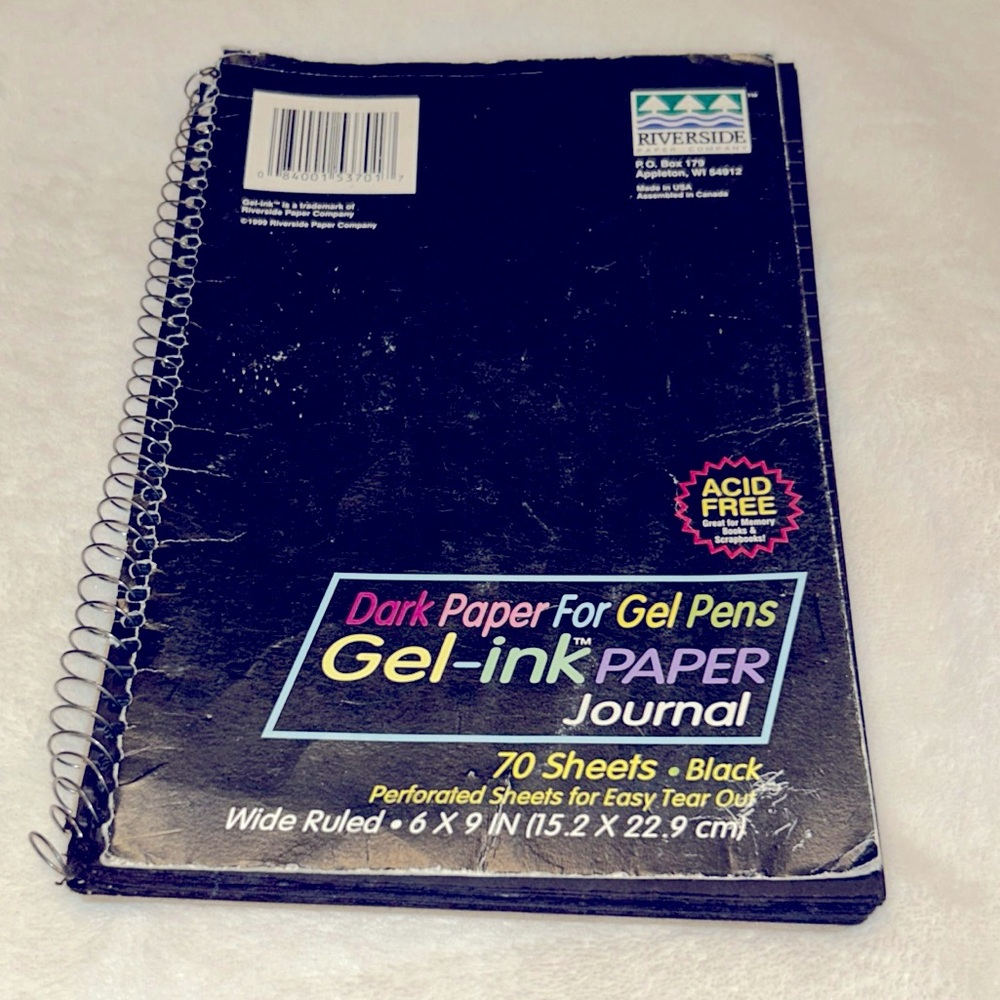 0 84001 53701 7
Gel-ink™ is a trademark of
Riverside Paper Company
©1999 Riverside Paper Company
RIVERSIDE™
PAPER COMPANY
P.O. Box 179
Appleton, WI 54912
Made in USA
Assembled in Canada
ACID
FREE
Great for Memory
Books &
Scrapbooks!
Dark Paper For Gel Pens
Gel-ink™ PAPER
Journal
70 Sheets • Black
Perforated Sheets for Easy Tear Out
Wide Ruled • 6 X 9 IN (15.2 X 22.9 cm)